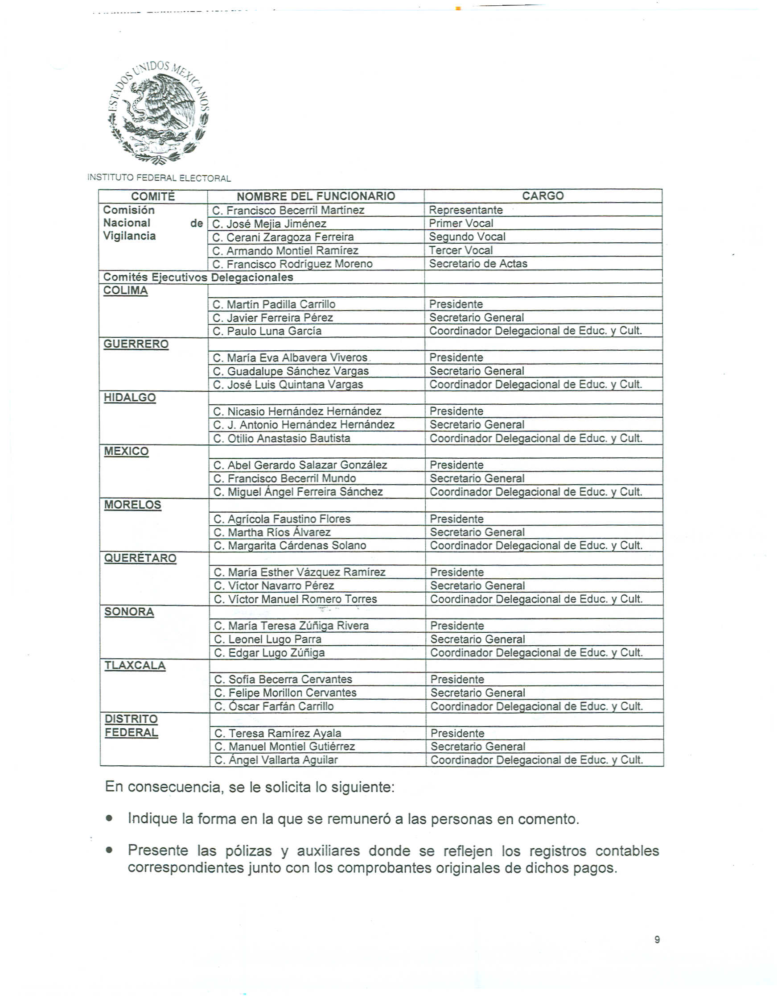 ESTADOS UNIDOS MEXICANOS
INSTITUTO FEDERAL ELECTORAL
COMITÉ NOMBRE DEL FUNCIONARIO CARGO
Comisión Nacional de Vigilancia C. Francisco Becerril Martínez Representante
C. José Mejia Jiménez Primer Vocal
C. Cerani Zaragoza Ferreira Segundo Vocal
C. Armando Montiel Ramírez Tercer Vocal
C. Francisco Rodríguez Moreno Secretario de Actas
Comités Ejecutivos Delegacionales
COLIMA
C. Martín Padilla Carrillo Presidente
C. Javier Ferreira Pérez Secretario General
C. Paulo Luna García Coordinador Delegacional de Educ. y Cult.
GUERRERO
C. María Eva Albavera Viveros Presidente
C. Guadalupe Sánchez Vargas Secretario General
C. José Luis Quintana Vargas Coordinador Delegacional de Educ. y Cult.
HIDALGO
C. Nicasio Hernández Hernández Presidente
C. J. Antonio Hernández Hernández Secretario General
C. Otilio Anastasio Bautista Coordinador Delegacional de Educ. y Cult.
MEXICO
C. Abel Gerardo Salazar González Presidente
C. Francisco Becerril Mundo Secretario General
C. Miguel Ángel Ferreira Sánchez Coordinador Delegacional de Educ. y Cult.
MORELOS
C. Agrícola Faustino Flores Presidente
C. Martha Ríos Álvarez Secretario General
C. Margarita Cárdenas Solano Coordinador Delegacional de Educ. y Cult.
QUERÉTARO
C. María Esther Vázquez Ramírez Presidente
C. Víctor Navarro Pérez Secretario General
C. Víctor Manuel Romero Torres Coordinador Delegacional de Educ. y Cult.
SONORA
C. María Teresa Zúñiga Rivera Presidente
C. Leonel Lugo Parra Secretario General
C. Edgar Lugo Zúñiga Coordinador Delegacional de Educ. y Cult.
TLAXCALA
C. Sofía Becerra Cervantes Presidente
C. Felipe Morillon Cervantes Secretario General
C. Óscar Farfán Carrillo Coordinador Delegacional de Educ. y Cult.
DISTRITO
FEDERAL C. Teresa Ramírez Ayala Presidente
C. Manuel Montiel Gutiérrez Secretario General
C. Ángel Vallarta Aguilar Coordinador Delegacional de Educ. y Cult.
En consecuencia, se le solicita lo siguiente:
• Indique la forma en la que se remuneró a las personas en comento.
• Presente las pólizas y auxiliares donde se reflejen los registros contables
correspondientes junto con los comprobantes originales de dichos pagos.
9